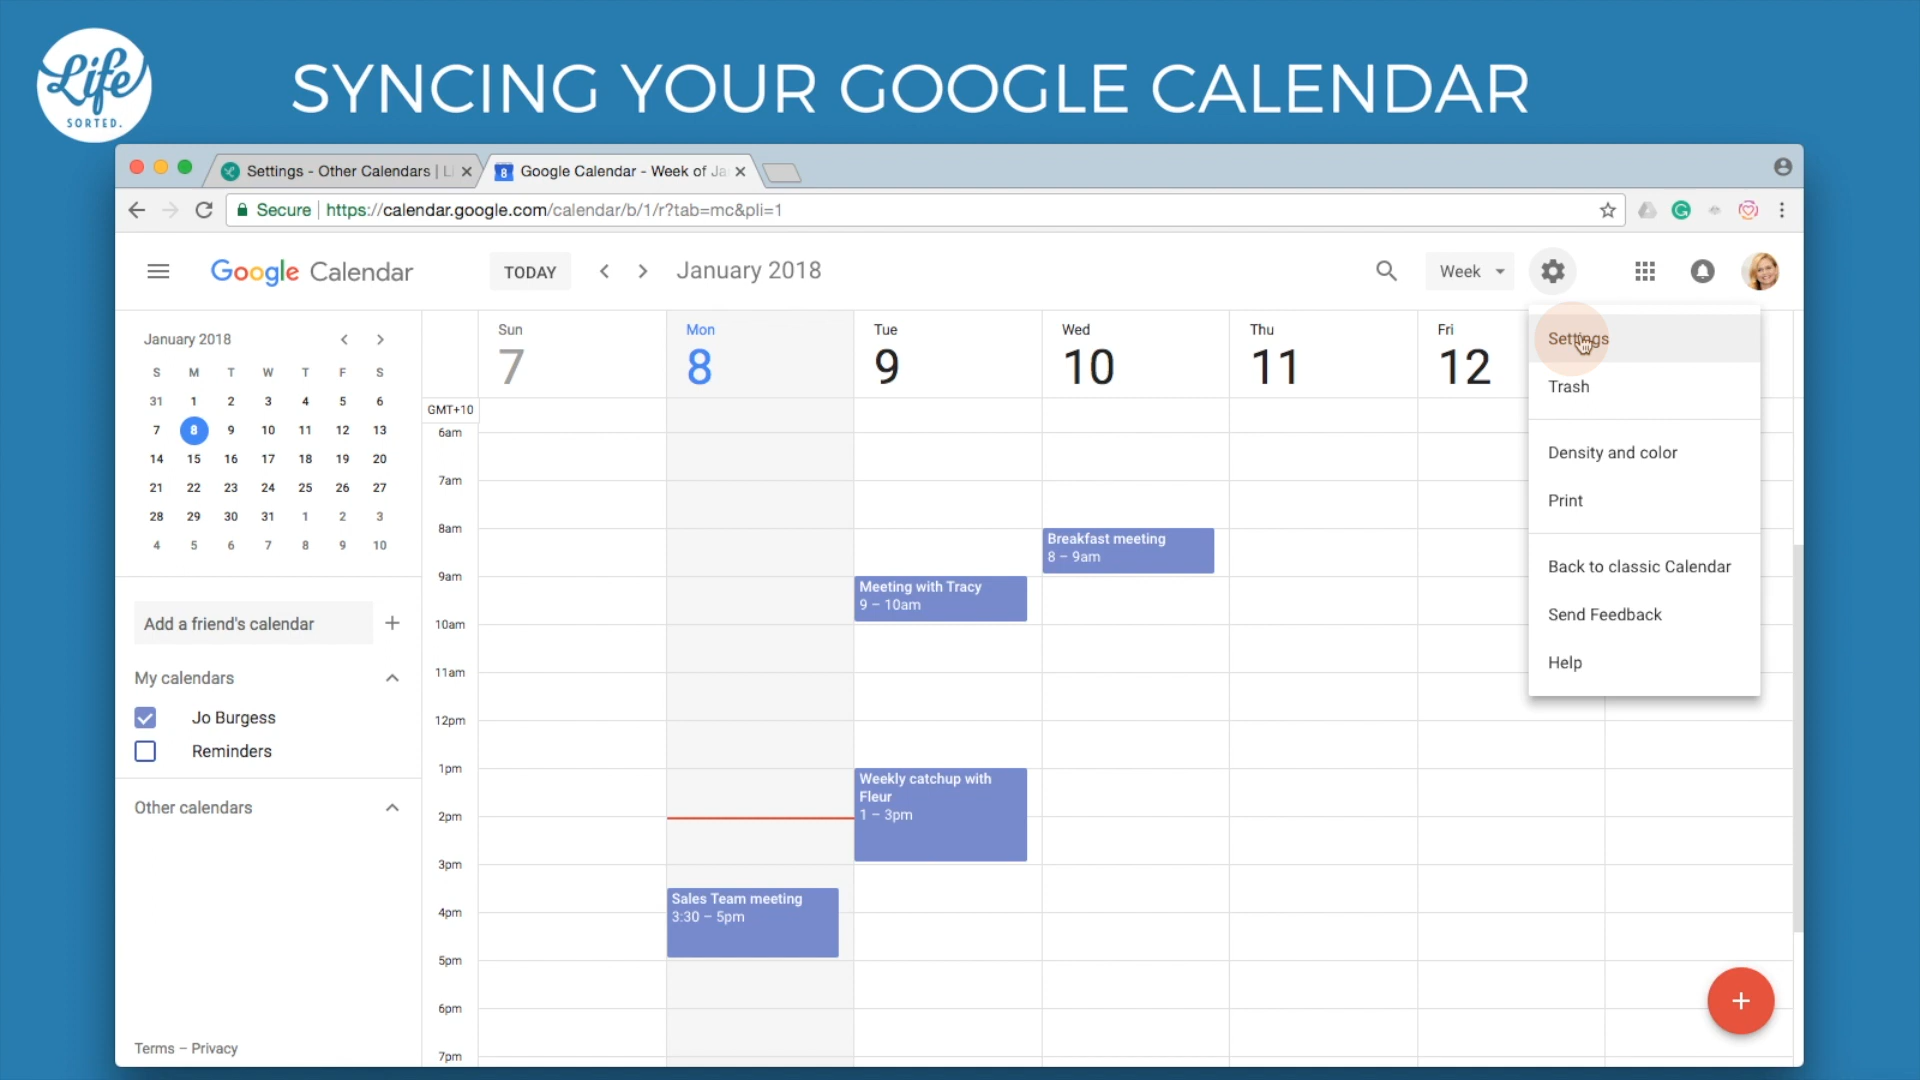 Life
SORTED.
SYNCING YOUR GOOGLE CALENDAR
Settings - Other Calendars | L
Google Calendar - Week of Ja
Secure
https://calendar.google.com/calendar/b/1/r?tab=mc&pli=1
Google Calendar
TODAY
January 2018
Week
January 2018
S M T W T F S
31 1 2 3 4 5 6
7 8 9 10 11 12 13
14 15 16 17 18 19 20
21 22 23 24 25 26 27
28 29 30 31 1 2 3
4 5 6 7 8 9 10
Add a friend's calendar
My calendars
Jo Burgess
Reminders
Other calendars
Terms – Privacy
Sun Mon Tue Wed Thu Fri
7 8 9 10 11 12
GMT+10
6am
7am
8am
9am
10am
11am
12pm
1pm
2pm
3pm
4pm
5pm
6pm
7pm
Breakfast meeting
8 – 9am
Meeting with Tracy
9 – 10am
Weekly catchup with
Fleur
1 – 3pm
Sales Team meeting
3:30 – 5pm
Settings
Trash
Density and color
Print
Back to classic Calendar
Send Feedback
Help